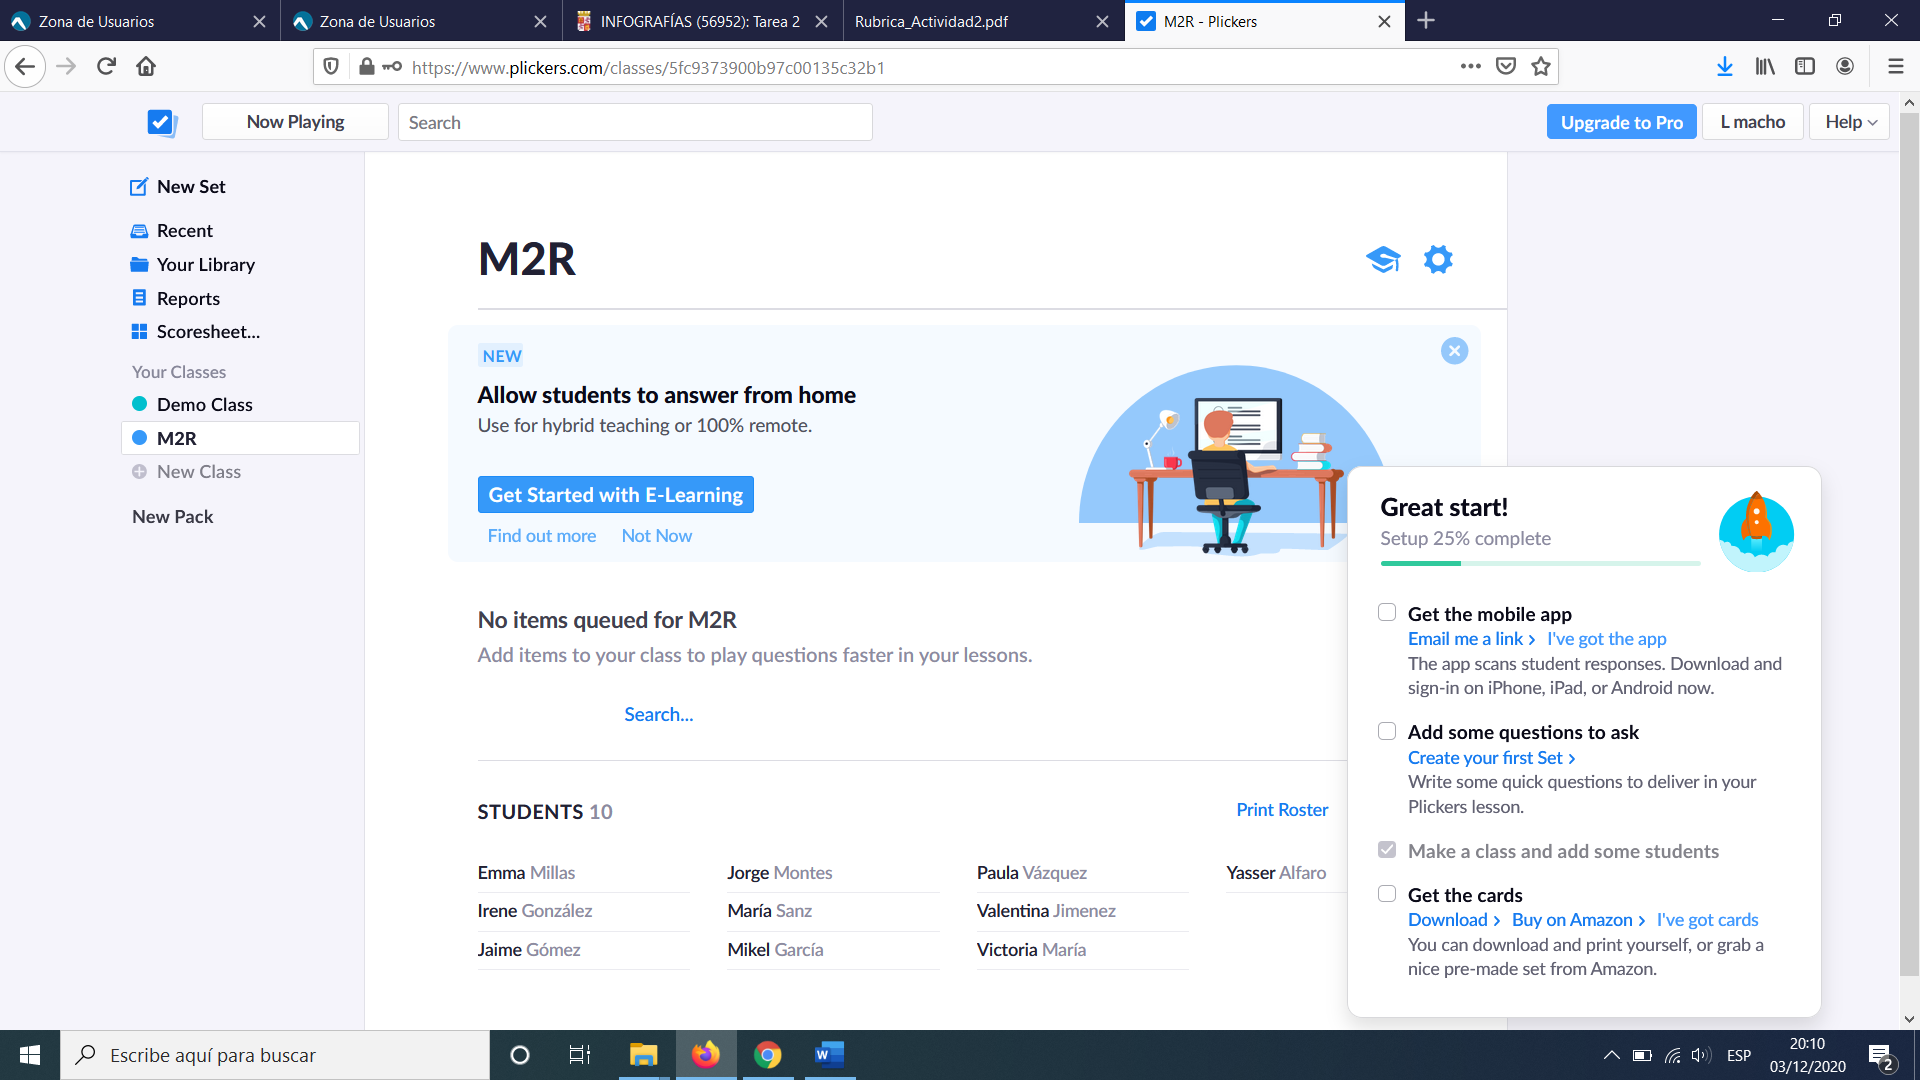 Zona de Usuarios
Zona de Usuarios
INFOGRAFÍAS (56952): Tarea 2
Rubrica_Actividad2.pdf
M2R - Plickers
https://www.plickers.com/classes/5fc9373900b97c00135c32b1
Now Playing
Search
Upgrade to Pro
L macho
Help
New Set
Recent
Your Library
Reports
Scoresheet...
Your Classes
Demo Class
M2R
New Class
New Pack
M2R
NEW
Allow students to answer from home
Use for hybrid teaching or 100% remote.
Get Started with E-Learning
Find out more Not Now
No items queued for M2R
Add items to your class to play questions faster in your lessons.
Search...
STUDENTS 10
Print Roster
Emma Millas
Irene González
Jaime Gómez
Jorge Montes
María Sanz
Mikel García
Paula Vázquez
Valentina Jimenez
Victoria María
Yasser Alfaro
Great start!
Setup 25% complete
Get the mobile app
Email me a link › I've got the app
The app scans student responses. Download and
sign-in on iPhone, iPad, or Android now.
Add some questions to ask
Create your first Set ›
Write some quick questions to deliver in your
Plickers lesson.
Make a class and add some students
Get the cards
Download › Buy on Amazon › I've got cards
You can download and print yourself, or grab a
nice pre-made set from Amazon.
Escribe aquí para buscar
W
ESP
20:10
03/12/2020
2